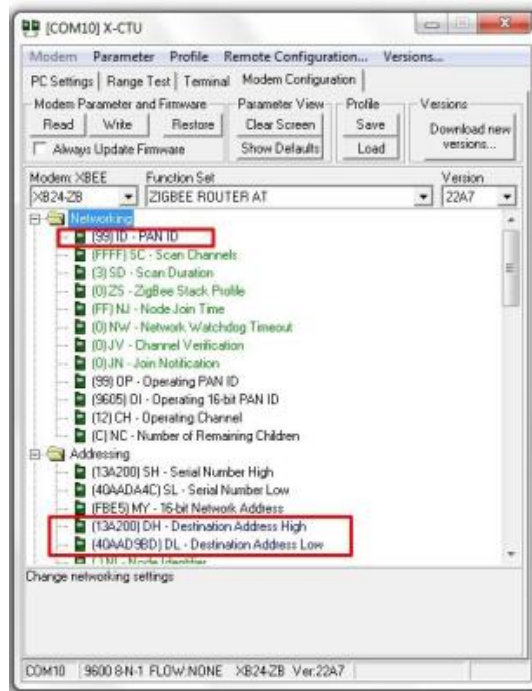 [COM10] X-CTU
Modem Parameter Profile Remote Configuration... Versions...
PC Settings Range Test Terminal Modem Configuration
Modem Parameter and Firmware Parameter View Profile Versions
Read Write Restore Clear Screen Save Download new versions...
Always Update Firmware Show Defaults Load
Modem: XBEE Function Set Version
XB24-ZB ZIGBEE ROUTER AT 22A7
Networking
(99) ID - PAN ID
(FFFF) SC - Scan Channels
(3) SD - Scan Duration
(0) ZS - ZigBee Stack Profile
(FF) NJ - Node Join Time
(0) NW - Network Watchdog Timeout
(0) JV - Channel Verification
(0) JN - Join Notification
(99) OP - Operating PAN ID
(9605) OI - Operating 16-bit PAN ID
(12) CH - Operating Channel
(C) NC - Number of Remaining Children
Addressing
(13A200) SH - Serial Number High
(40AADA4C) SL - Serial Number Low
(FBE5) MY - 16-bit Network Address
(13A200) DH - Destination Address High
(40AAD9BD) DL - Destination Address Low
( ) NI - Node Identifier
Change networking settings
COM10 9600 8-N-1 FLOW:NONE XB24-ZB Ver:22A7